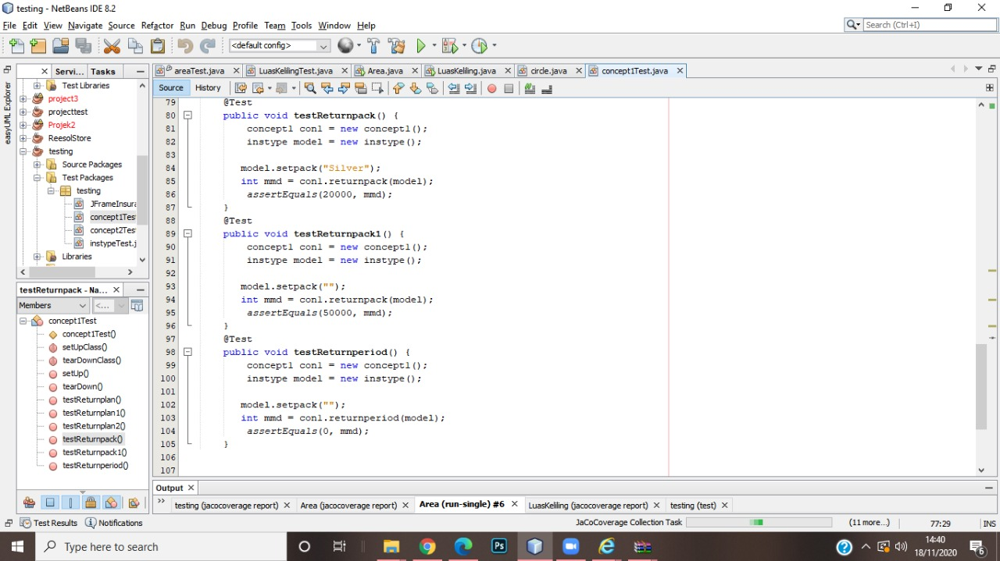 testing - NetBeans IDE 8.2
File Edit View Navigate Source Refactor Run Debug Profile Team Tools Window Help
Search (Ctrl+I)
<default config>
easyUML Explorer
Servi... Tasks
Test Libraries
project3
projecttest
Projek2
ReesolStore
testing
Source Packages
Test Packages
testing
JFrameInsura
concept1Test
concept2Test
instypeTest.j
Libraries
testReturnpack - Na...
Members
<...
concept1Test
concept1Test()
setUpClass()
tearDownClass()
setUp()
tearDown()
testReturnplan()
testReturnplan1()
testReturnplan2()
testReturnpack()
testReturnpack1()
testReturnperiod()
areaTest.java LuasKelilingTest.java Area.java LuasKeliling.java circle.java concept1Test.java
Source History
79 @Test
80 public void testReturnpack() {
81 concept1 con1 = new concept1();
82 instype model = new instype();
83
84 model.setpack("Silver");
85 int mmd = con1.returnpack(model);
86 assertEquals(20000, mmd);
87 }
88 @Test
89 public void testReturnpack1() {
90 concept1 con1 = new concept1();
91 instype model = new instype();
92
93 model.setpack("");
94 int mmd = con1.returnpack(model);
95 assertEquals(50000, mmd);
96 }
97 @Test
98 public void testReturnperiod() {
99 concept1 con1 = new concept1();
100 instype model = new instype();
101
102 model.setpack("");
103 int mmd = con1.returnperiod(model);
104 assertEquals(0, mmd);
105 }
106
107
Output
testing (jacocoverage report) Area (jacocoverage report) Area (run-single) #6 LuasKeliling (jacocoverage report) testing (test)
Test Results Notifications JaCoCoverage Collection Task (11 more...) 77:29 INS
Type here to search
Ps
14:40
18/11/2020
6